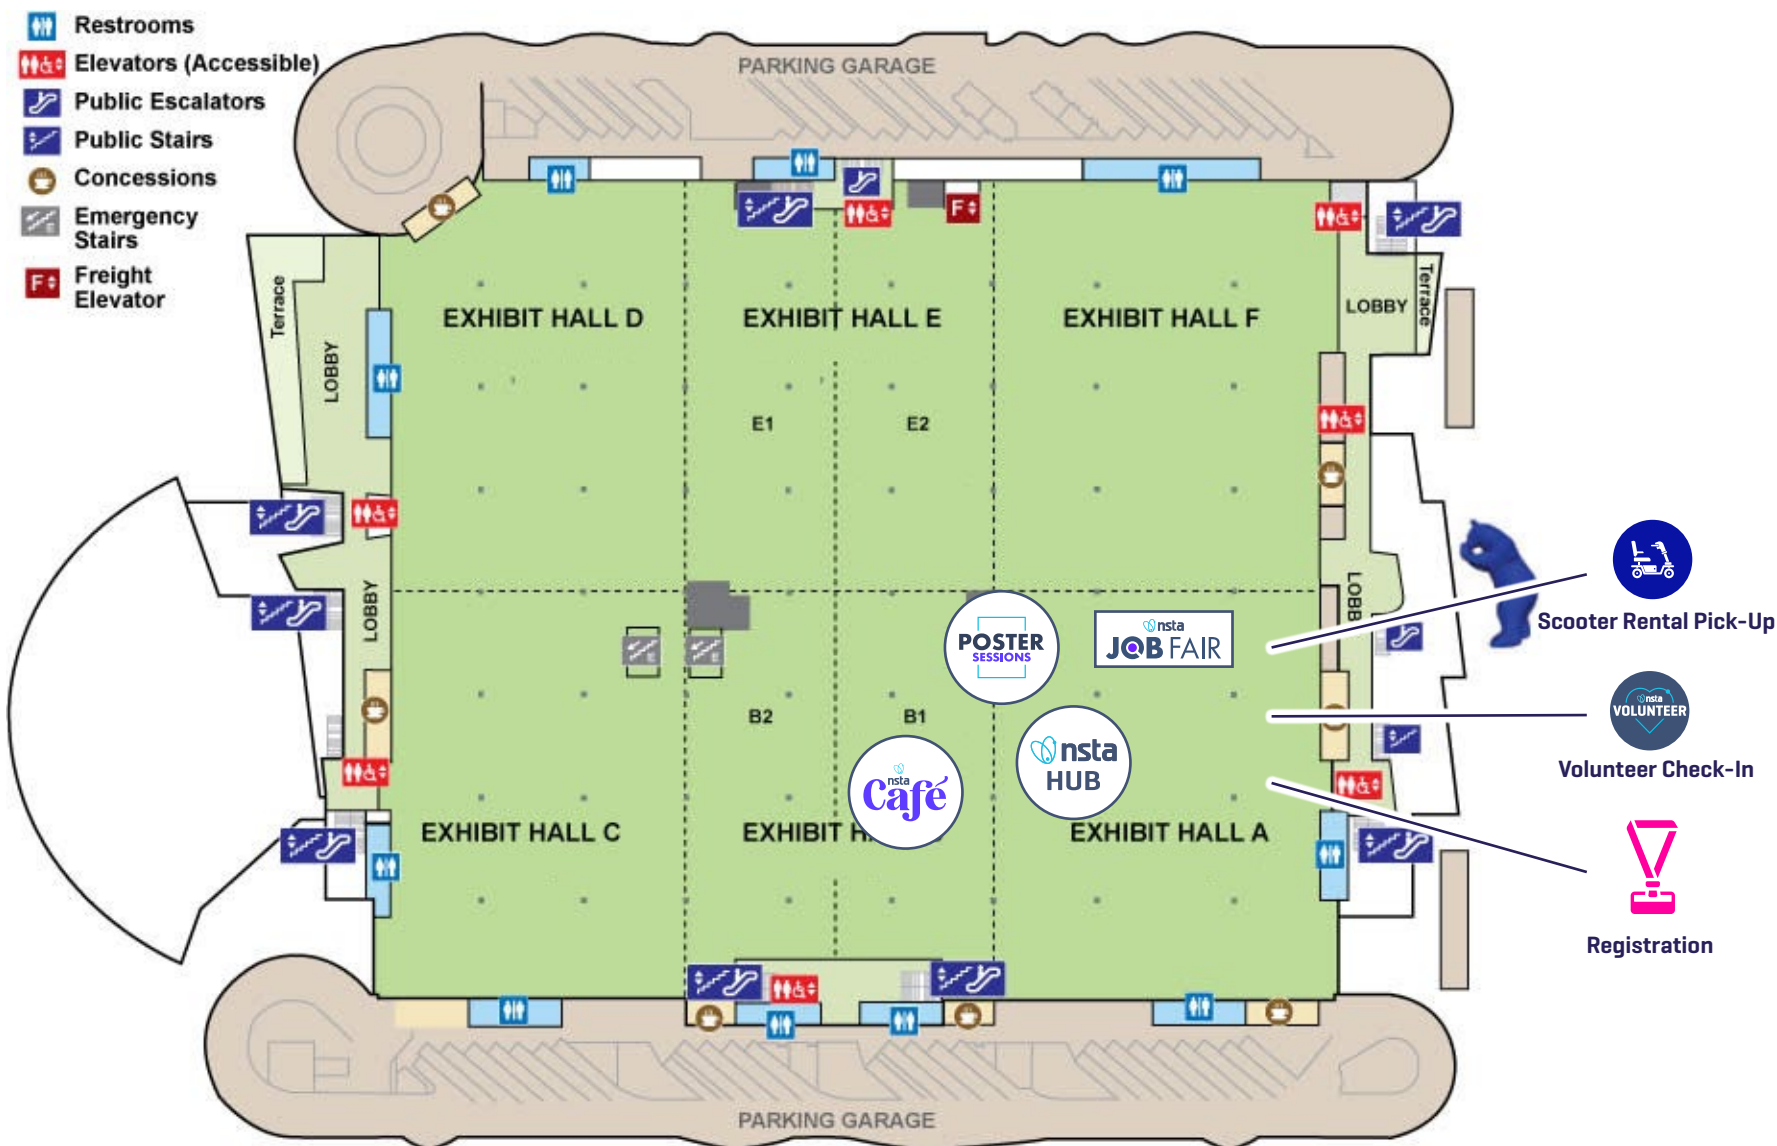 Restrooms
Elevators (Accessible)
Public Escalators
Public Stairs
Concessions
Emergency
Stairs
F
Freight
Elevator
PARKING GARAGE
F
Terrace
LOBBY
EXHIBIT HALL D
EXHIBIT HALL E
EXHIBIT HALL F
LOBBY
Terrace
E1
E2
LOBBY
LOBB
POSTER
SESSIONS
nsta
JOB FAIR
Scooter Rental Pick-Up
B2
B1
nsta
HUB
nsta
Café
nsta
VOLUNTEER
Volunteer Check-In
EXHIBIT HALL C
EXHIBIT H
EXHIBIT HALL A
Registration
PARKING GARAGE